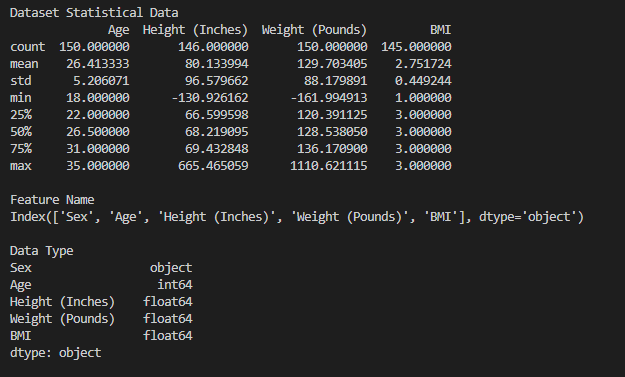 Dataset Statistical Data
Age Height (Inches) Weight (Pounds) BMI
count 150.000000 146.000000 150.000000 145.000000
mean 26.413333 80.133994 129.703405 2.751724
std 5.206071 96.579662 88.179891 0.449244
min 18.000000 -130.926162 -161.994913 1.000000
25% 22.000000 66.599598 120.391125 3.000000
50% 26.500000 68.219095 128.538050 3.000000
75% 31.000000 69.432848 136.170900 3.000000
max 35.000000 665.465059 1110.621115 3.000000
Feature Name
Index(['Sex', 'Age', 'Height (Inches)', 'Weight (Pounds)', 'BMI'], dtype='object')
Data Type
Sex object
Age int64
Height (Inches) float64
Weight (Pounds) float64
BMI float64
dtype: object